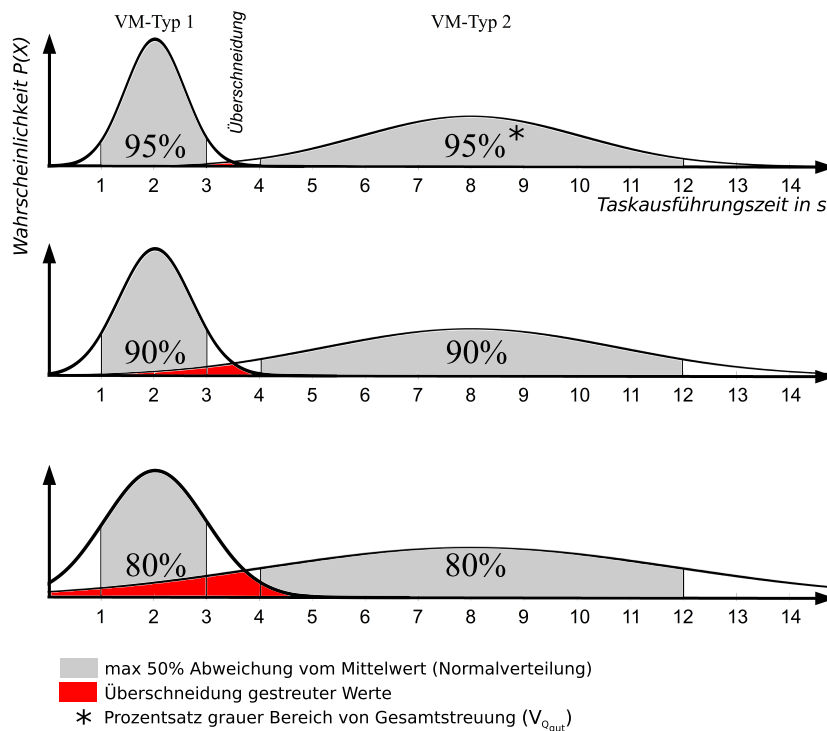 VM-Typ 1
VM-Typ 2
Überschneidung
Wahrscheinlichkeit P(X)
95%
95%*
1 2 3 4 5 6 7 8 9 10 11 12 13 14
Taskausführungszeit in s
90%
90%
1 2 3 4 5 6 7 8 9 10 11 12 13 14
80%
80%
1 2 3 4 5 6 7 8 9 10 11 12 13 14
max 50% Abweichung vom Mittelwert (Normalverteilung)
Überschneidung gestreuter Werte
* Prozentsatz grauer Bereich von Gesamtstreuung (VQgut)